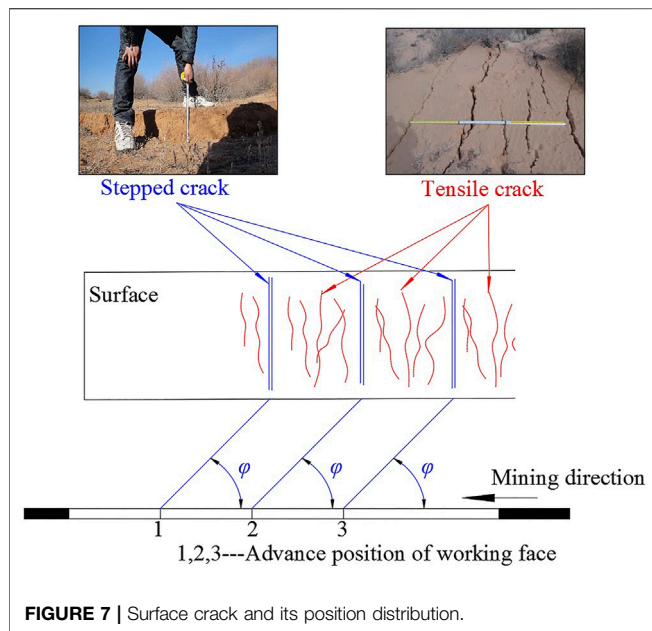 Stepped crack
Tensile crack
Surface
φ
φ
φ
Mining direction
1
2
3
1,2,3---Advance position of working face
FIGURE 7 | Surface crack and its position distribution.